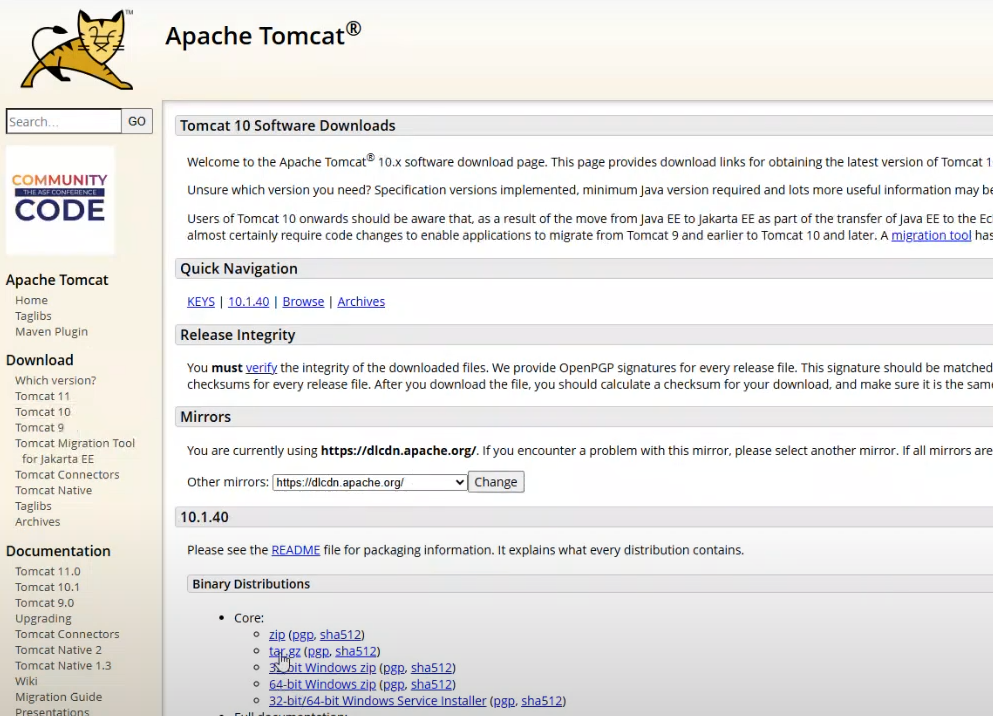 TM
Apache Tomcat®
Search...
GO
COMMUNITY
THE ASF CONFERENCE
CODE
Apache Tomcat
Home
Taglibs
Maven Plugin
Download
Which version?
Tomcat 11
Tomcat 10
Tomcat 9
Tomcat Migration Tool
for Jakarta EE
Tomcat Connectors
Tomcat Native
Taglibs
Archives
Documentation
Tomcat 11.0
Tomcat 10.1
Tomcat 9.0
Upgrading
Tomcat Connectors
Tomcat Native 2
Tomcat Native 1.3
Wiki
Migration Guide
Presentations
Tomcat 10 Software Downloads
Welcome to the Apache Tomcat® 10.x software download page. This page provides download links for obtaining the latest version of Tomcat 1
Unsure which version you need? Specification versions implemented, minimum Java version required and lots more useful information may be
Users of Tomcat 10 onwards should be aware that, as a result of the move from Java EE to Jakarta EE as part of the transfer of Java EE to the Ec
almost certainly require code changes to enable applications to migrate from Tomcat 9 and earlier to Tomcat 10 and later. A migration tool has
Quick Navigation
KEYS | 10.1.40 | Browse | Archives
Release Integrity
You must verify the integrity of the downloaded files. We provide OpenPGP signatures for every release file. This signature should be matched
checksums for every release file. After you download the file, you should calculate a checksum for your download, and make sure it is the same
Mirrors
You are currently using https://dlcdn.apache.org/. If you encounter a problem with this mirror, please select another mirror. If all mirrors are
Other mirrors: https://dlcdn.apache.org/ Change
10.1.40
Please see the README file for packaging information. It explains what every distribution contains.
Binary Distributions
Core:
zip (pgp, sha512)
tar.gz (pgp, sha512)
32-bit Windows zip (pgp, sha512)
64-bit Windows zip (pgp, sha512)
32-bit/64-bit Windows Service Installer (pgp, sha512)
Full documentation: